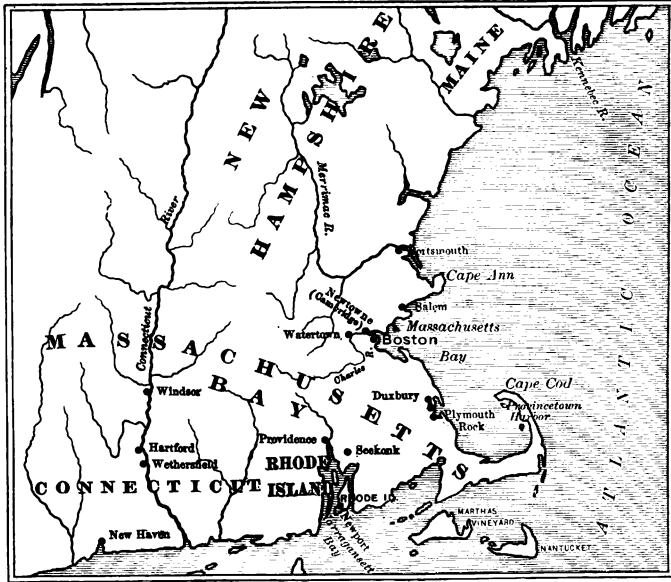 NEW HAMPSHIRE
MAINE
Kennebec R.
ATLANTIC OCEAN
River
Merrimac R.
Portsmouth
Cape Ann
Newtowne
(Cambridge)
Salem
Watertown
Boston
Massachusetts
Bay
Connecticut
MASSACHUSETTS
BAY
Charles R.
Windsor
Duxbury
Cape Cod
Provincetown
Harbor
Plymouth
Rock
Providence
Seekonk
Hartford
Wethersfield
RHODE
ISLAND
CONNECTICUT
RHODE ID.
Newport
Narragansett
Bay
New Haven
MARTHAS
VINEYARD
NANTUCKET